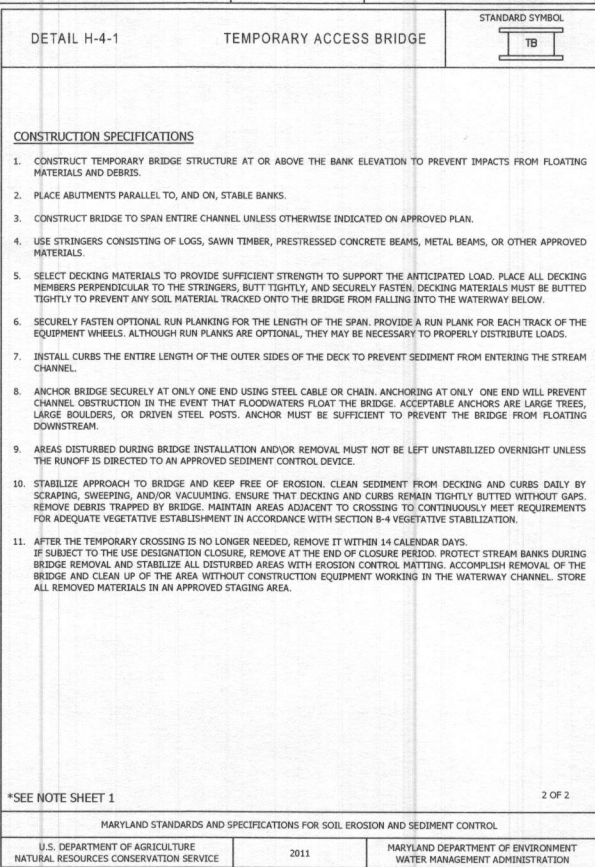 STANDARD SYMBOL
DETAIL H-4-1 TEMPORARY ACCESS BRIDGE
TB
CONSTRUCTION SPECIFICATIONS
1. CONSTRUCT TEMPORARY BRIDGE STRUCTURE AT OR ABOVE THE BANK ELEVATION TO PREVENT IMPACTS FROM FLOATING
MATERIALS AND DEBRIS.
2. PLACE ABUTMENTS PARALLEL TO, AND ON, STABLE BANKS.
3. CONSTRUCT BRIDGE TO SPAN ENTIRE CHANNEL UNLESS OTHERWISE INDICATED ON APPROVED PLAN.
4. USE STRINGERS CONSISTING OF LOGS, SAWN TIMBER, PRESTRESSED CONCRETE BEAMS, METAL BEAMS, OR OTHER APPROVED
MATERIALS.
5. SELECT DECKING MATERIALS TO PROVIDE SUFFICIENT STRENGTH TO SUPPORT THE ANTICIPATED LOAD. PLACE ALL DECKING
MEMBERS PERPENDICULAR TO THE STRINGERS, BUTT TIGHTLY, AND SECURELY FASTEN. DECKING MATERIALS MUST BE BUTTED
TIGHTLY TO PREVENT ANY SOIL MATERIAL TRACKED ONTO THE BRIDGE FROM FALLING INTO THE WATERWAY BELOW.
6. SECURELY FASTEN OPTIONAL RUN PLANKING FOR THE LENGTH OF THE SPAN. PROVIDE A RUN PLANK FOR EACH TRACK OF THE
EQUIPMENT WHEELS. ALTHOUGH RUN PLANKS ARE OPTIONAL, THEY MAY BE NECESSARY TO PROPERLY DISTRIBUTE LOADS.
7. INSTALL CURBS THE ENTIRE LENGTH OF THE OUTER SIDES OF THE DECK TO PREVENT SEDIMENT FROM ENTERING THE STREAM
CHANNEL.
8. ANCHOR BRIDGE SECURELY AT ONLY ONE END USING STEEL CABLE OR CHAIN. ANCHORING AT ONLY ONE END WILL PREVENT
CHANNEL OBSTRUCTION IN THE EVENT THAT FLOODWATERS FLOAT THE BRIDGE. ACCEPTABLE ANCHORS ARE LARGE TREES,
LARGE BOULDERS, OR DRIVEN STEEL POSTS. ANCHOR MUST BE SUFFICIENT TO PREVENT THE BRIDGE FROM FLOATING
DOWNSTREAM.
9. AREAS DISTURBED DURING BRIDGE INSTALLATION AND\OR REMOVAL MUST NOT BE LEFT UNSTABILIZED OVERNIGHT UNLESS
THE RUNOFF IS DIRECTED TO AN APPROVED SEDIMENT CONTROL DEVICE.
10. STABILIZE APPROACH TO BRIDGE AND KEEP FREE OF EROSION. CLEAN SEDIMENT FROM DECKING AND CURBS DAILY BY
SCRAPING, SWEEPING, AND/OR VACUUMING. ENSURE THAT DECKING AND CURBS REMAIN TIGHTLY BUTTED WITHOUT GAPS.
REMOVE DEBRIS TRAPPED BY BRIDGE. MAINTAIN AREAS ADJACENT TO CROSSING TO CONTINUOUSLY MEET REQUIREMENTS
FOR ADEQUATE VEGETATIVE ESTABLISHMENT IN ACCORDANCE WITH SECTION B-4 VEGETATIVE STABILIZATION.
11. AFTER THE TEMPORARY CROSSING IS NO LONGER NEEDED, REMOVE IT WITHIN 14 CALENDAR DAYS.
IF SUBJECT TO THE USE DESIGNATION CLOSURE, REMOVE AT THE END OF CLOSURE PERIOD. PROTECT STREAM BANKS DURING
BRIDGE REMOVAL AND STABILIZE ALL DISTURBED AREAS WITH EROSION CONTROL MATTING. ACCOMPLISH REMOVAL OF THE
BRIDGE AND CLEAN UP OF THE AREA WITHOUT CONSTRUCTION EQUIPMENT WORKING IN THE WATERWAY CHANNEL. STORE
ALL REMOVED MATERIALS IN AN APPROVED STAGING AREA.
*SEE NOTE SHEET 1 2 OF 2
MARYLAND STANDARDS AND SPECIFICATIONS FOR SOIL EROSION AND SEDIMENT CONTROL
U.S. DEPARTMENT OF AGRICULTURE
NATURAL RESOURCES CONSERVATION SERVICE
2011
MARYLAND DEPARTMENT OF ENVIRONMENT
WATER MANAGEMENT ADMINISTRATION